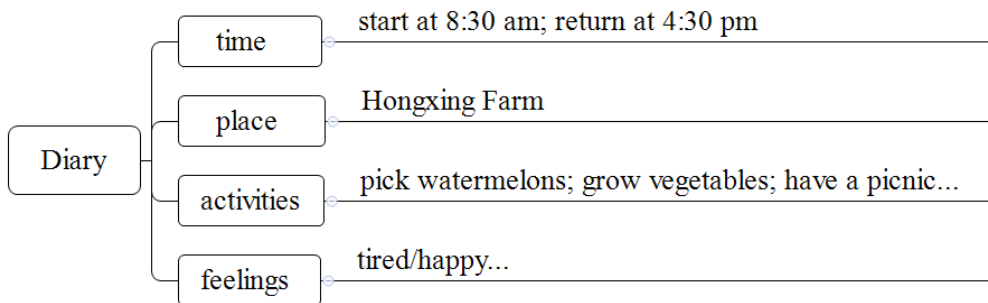 time
start at 8:30 am; return at 4:30 pm
place
Hongxing Farm
Diary
activities
pick watermelons; grow vegetables; have a picnic...
feelings
tired/happy...